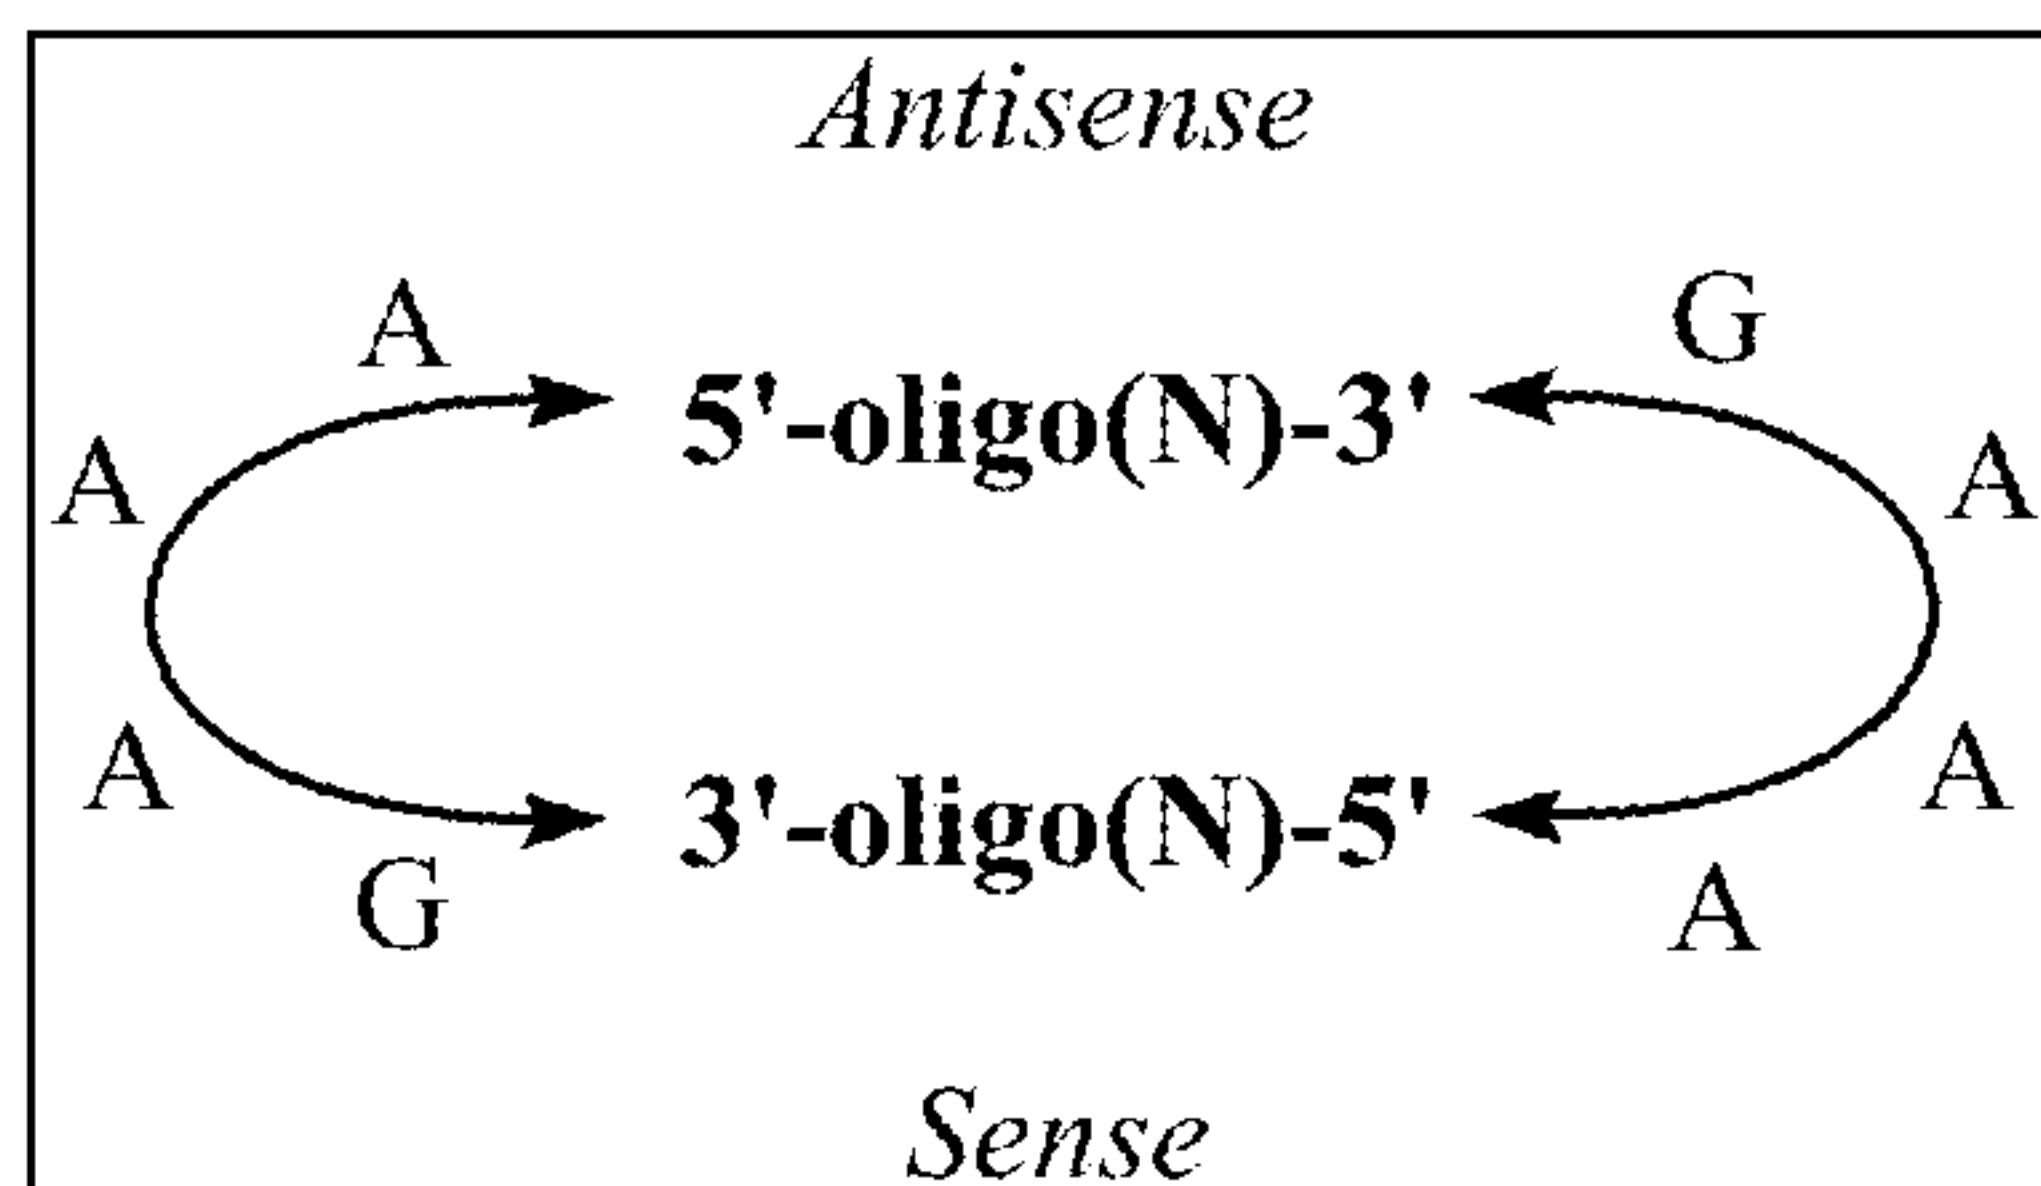 Antisense
A G
5'-oligo(N)-3'
A A
3'-oligo(N)-5'
A A
G A
Sense